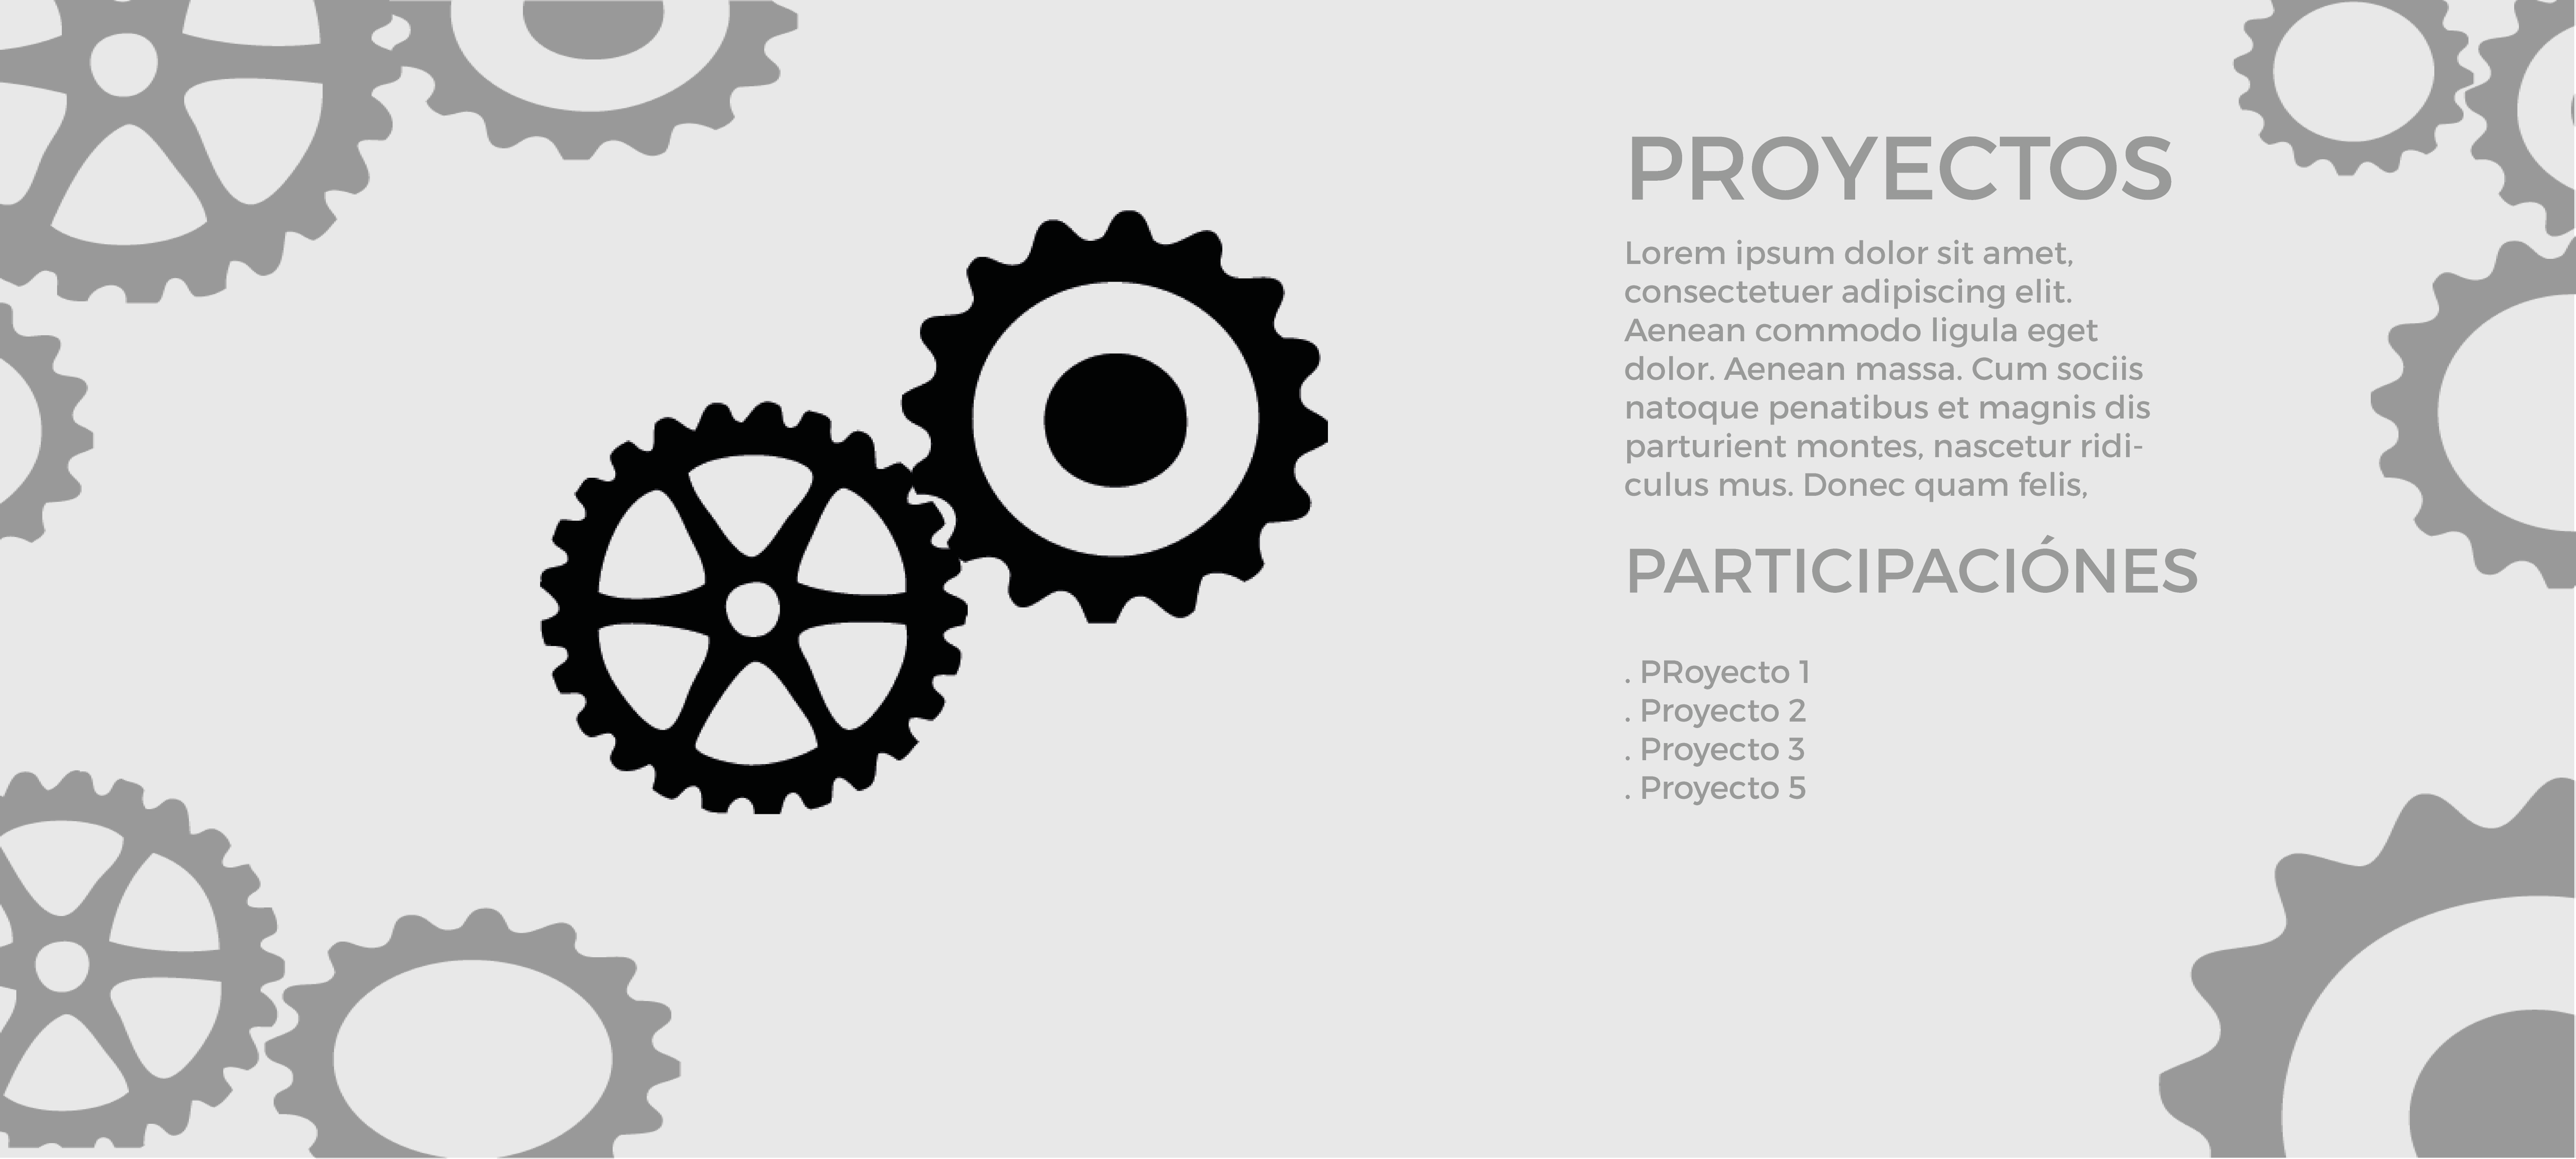 PROYECTOS
Lorem ipsum dolor sit amet,
consectetuer adipiscing elit.
Aenean commodo ligula eget
dolor. Aenean massa. Cum sociis
natoque penatibus et magnis dis
parturient montes, nascetur ridi-
culus mus. Donec quam felis,
PARTICIPACIÓNES
. PRoyecto 1
. Proyecto 2
. Proyecto 3
. Proyecto 5